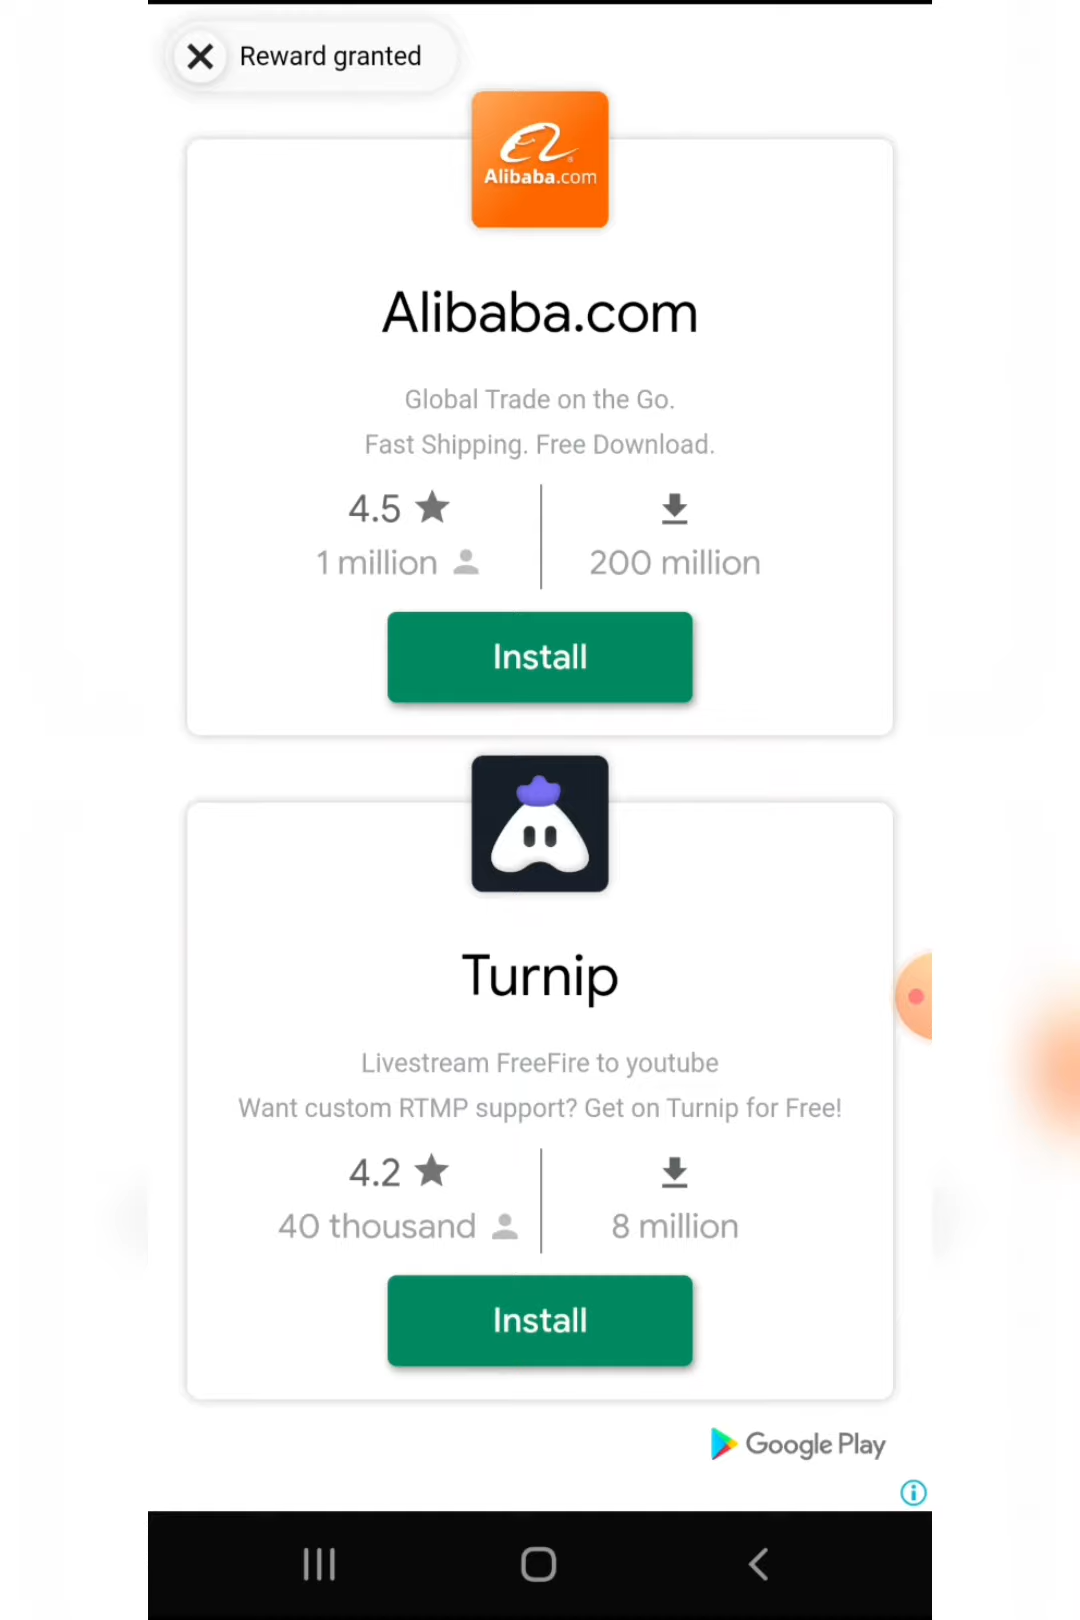 Reward granted
Alibaba.com
Alibaba.com
Global Trade on the Go.
Fast Shipping. Free Download.
4.5
1 million
200 million
Install
Turnip
Livestream FreeFire to youtube
Want custom RTMP support? Get on Turnip for Free!
4.2
40 thousand
8 million
Install
Google Play